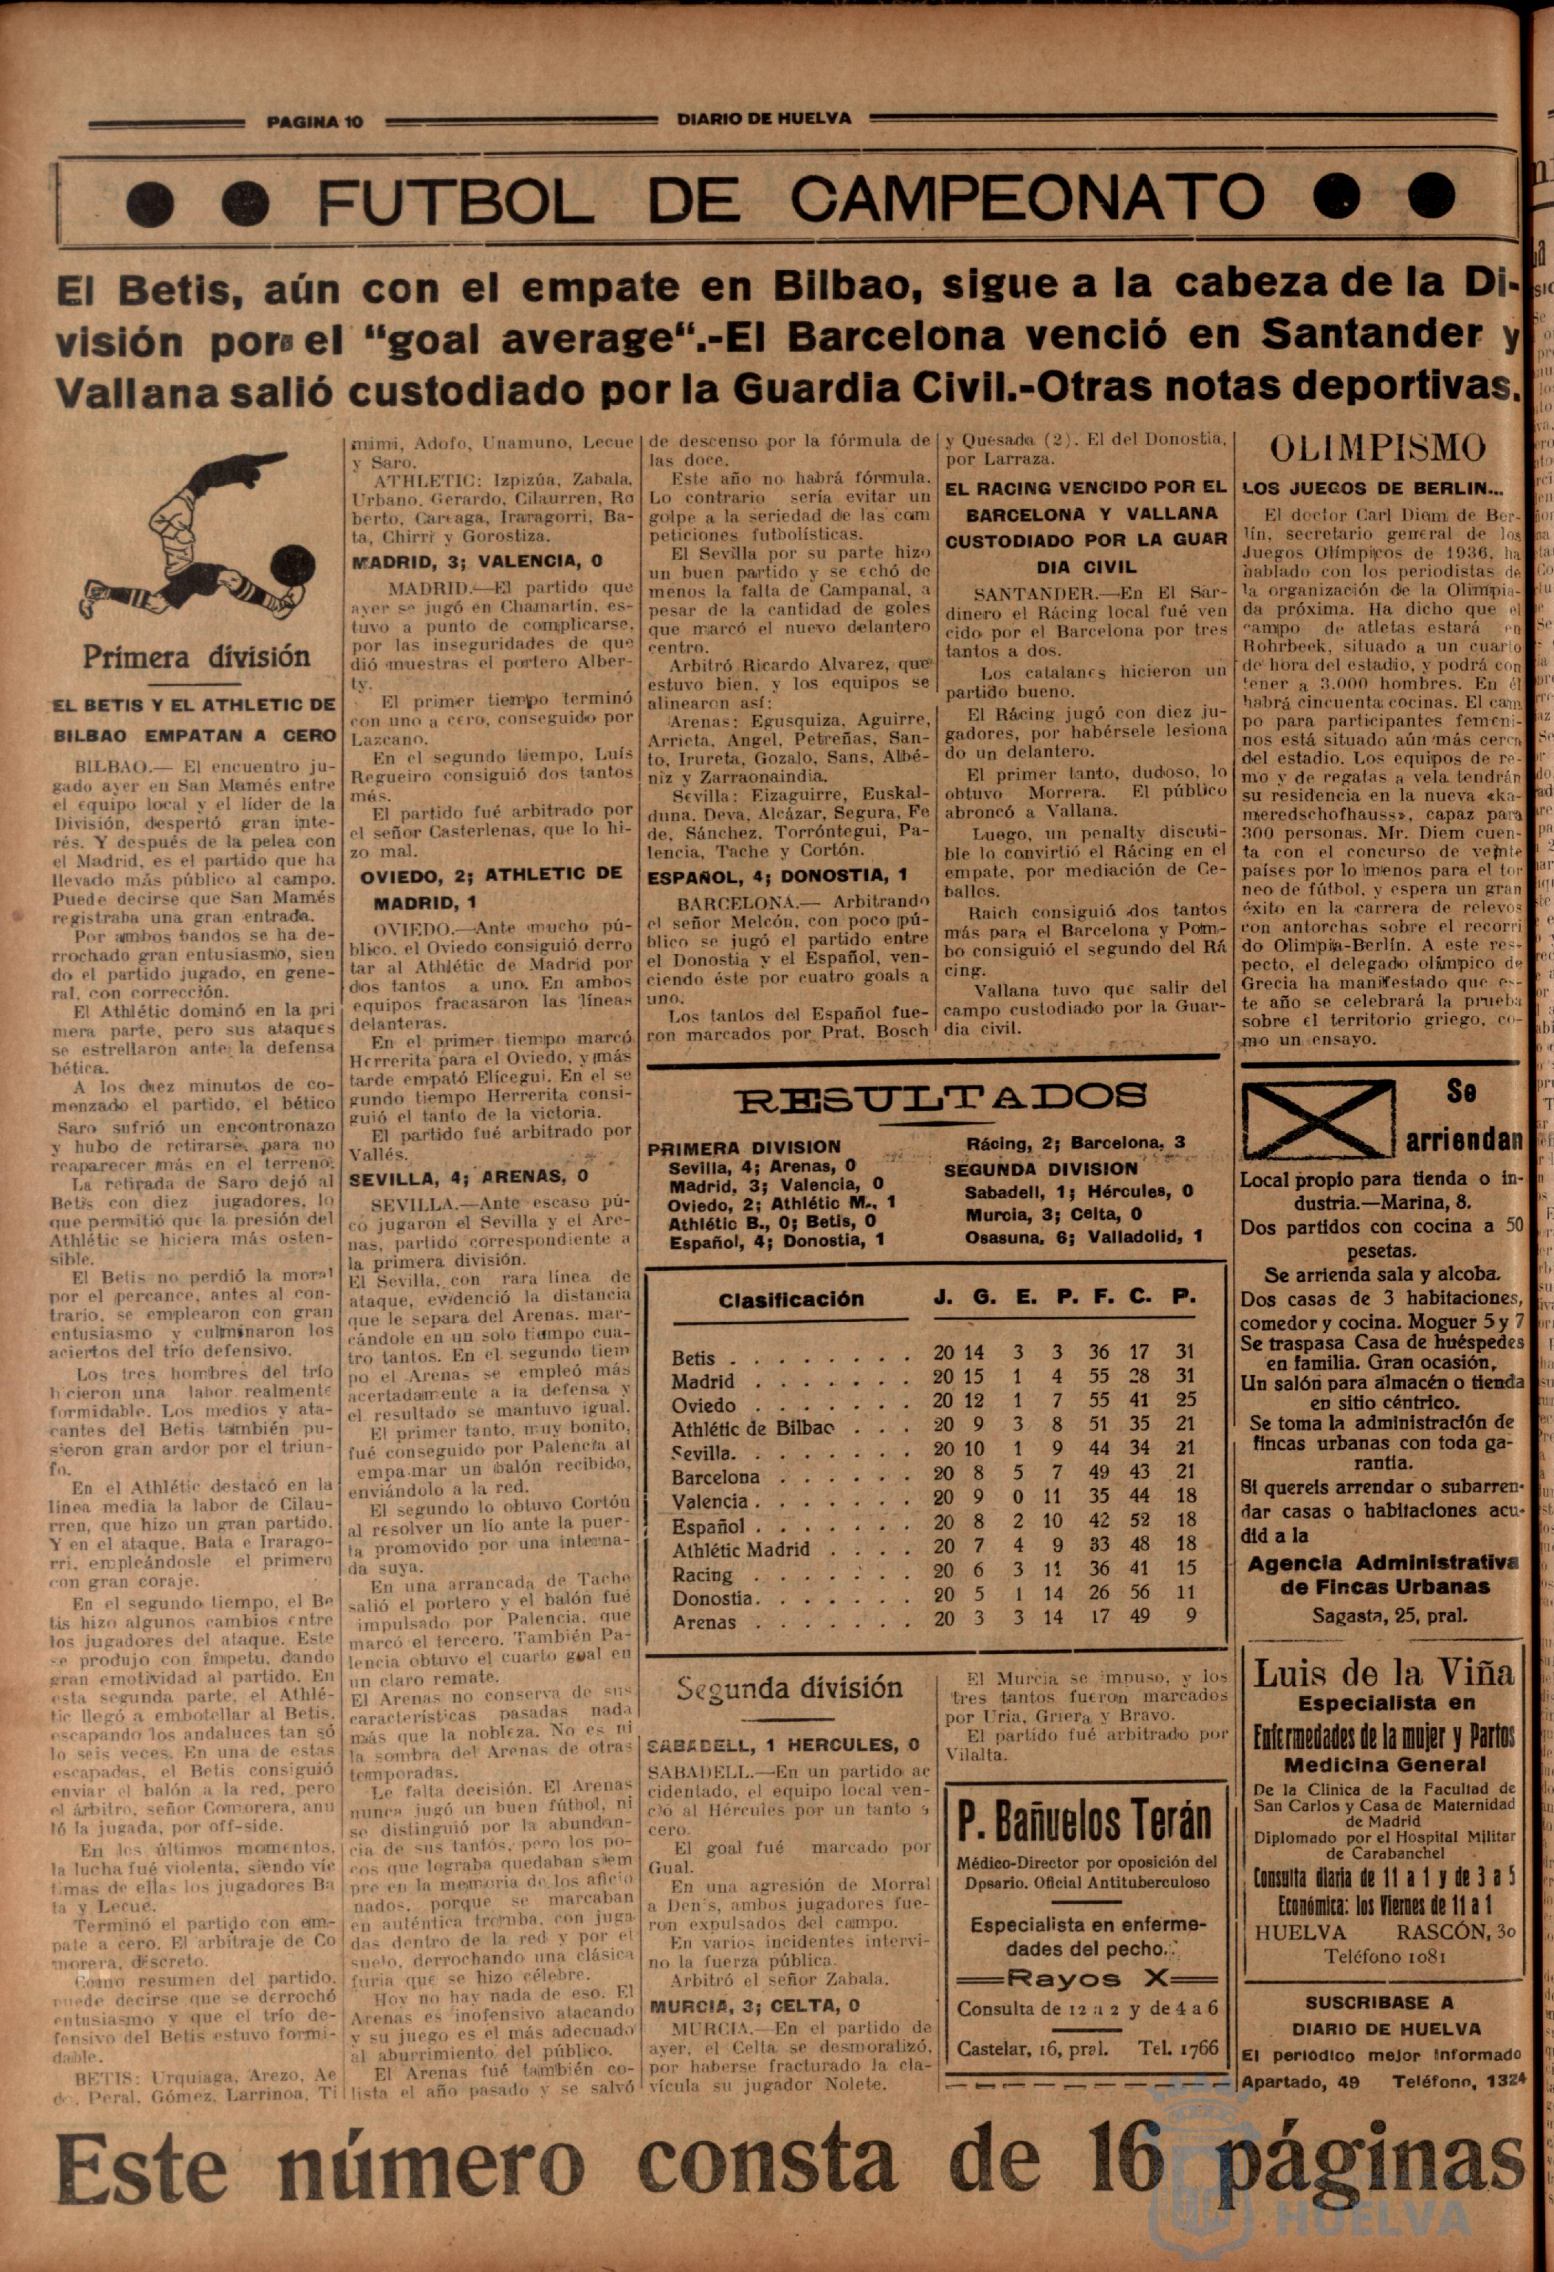 PAGINA 10
DIARIO DE HUELVA
FUTBOL DE CAMPEONATO
El Betis, aún con el empate en Bilbao, sigue a la cabeza de la Di-
visión por el “goal average“.-El Barcelona venció en Santander y
Vallana salió custodiado por la Guardia Civil.-Otras notas deportivas.
Primera división
EL BETIS Y EL ATHLETIC DE
BILBAO EMPATAN A CERO
BILBAO.— El encuentro ju-
gado ayer en San Mamés entre
el equipo local y el líder de la
División, despertó gran inte-
rés. Y después de la pelea con
el Madrid, es el partido que ha
llevado más público al campo.
Puede decirse que San Mamés
registraba una gran entrada.
Por ambos bandos se ha de-
rrochado gran entusiasmo, sien
do el partido jugado, en gene-
ral, con corrección.
El Athlétic dominó en la pri
mera parte, pero sus ataques
se estrellaron ante la defensa
bética.
A los diez minutos de co-
menzado el partido, el bético
Saro sufrió un encontronazo
y hubo de retirarse, para no
reaparecer más en el terreno.
La retirada de Saro dejó al
Betis con diez jugadores, lo
que permitió que la presión del
Athlétic se hiciera más osten-
sible.
El Betis no perdió la moral
por el percance, antes al con-
trario, se emplearon con gran
entusiasmo y culminaron los
aciertos del trío defensivo.
Los tres hombres del trío
hicieron una labor realmente
formidable. Los medios y ata-
cantes del Betis también pu-
sieron gran ardor por el triun-
fo.
En el Athlétic destacó en la
línea media la labor de Cilau-
rren, que hizo un gran partido.
Y en el ataque, Bata e Iraragо-
rri, empleándosle el primero
con gran coraje.
En el segundo tiempo, el Be
tis hizo algunos cambios entre
los jugadores del ataque. Este
se produjo con ímpetu, dando
gran emotividad al partido. En
esta segunda parte, el Athlé-
tic llegó a embotellar al Betis,
escapando los andaluces tan só
lo seis veces. En una de estas
escapadas, el Betis consiguió
enviar el balón a la red, pero
el árbitro, señor Comorera, anu
ló la jugada, por off-side.
En los últimos momentos,
la lucha fué violenta, siendo víc
timas de ellas los jugadores Ba
ta y Lecue.
Terminó el partido con em-
pate a cero. El arbitraje de Co
morera, discreto.
Como resumen del partido,
puede decirse que se derrochó
entusiasmo y que el trío de-
fensivo del Betis estuvo formi-
dable.
BETIS: Urquiaga, Arezo, Ae
do, Peral, Gómez, Larrinoa, Ti
mimi, Adofo, Unamuno, Lecue
y Saro.
ATHLETIC: Izpizúa, Zabala,
Urbano, Gerardo, Cilaurren, Ro
berto, Careaga, Iraragorri, Ba-
ta, Chirri y Gorostiza.
MADRID, 3; VALENCIA, 0
MADRID.—El partido que
ayer se jugó en Chamartín, es-
tuvo a punto de complicarse,
por las inseguridades de que
dió muestras el portero Alber-
ty.
El primer tiempo terminó
con uno a cero, conseguido por
Lazcano.
En el segundo tiempo, Luis
Regueiro consiguió dos tantos
más.
El partido fué arbitrado por
el señor Casterlenas, que lo hi-
zo mal.
OVIEDO, 2; ATHLETIC DE
MADRID, 1
OVIEDO.—Ante mucho pú-
blico, el Oviedo consiguió derro
tar al Athlétic de Madrid por
dos tantos a uno. En ambos
equipos fracasaron las líneas
delanteras.
En el primer tiempo marcó
Herrerita para el Oviedo, y más
tarde empató Elícegui. En el se
gundo tiempo Herrerita consi-
guió el tanto de la victoria.
El partido fué arbitrado por
Vallés.
SEVILLA, 4; ARENAS, 0
SEVILLA.—Ante escaso pú-
co jugaron el Sevilla y el Are-
nas, partido correspondiente a
la primera división.
El Sevilla, con rara línea de
ataque, evidenció la distancia
que le separa del Arenas, mar-
cándole en un solo tiempo cua-
tro tantos. En el segundo tiem
po el Arenas se empleó más
acertadamente a la defensa y
el resultado se mantuvo igual.
El primer tanto, muy bonito,
fué conseguido por Palencia al
empa mar un balón recibido,
enviándolo a la red.
El segundo lo obtuvo Cortón
al resolver un lío ante la puer-
ta promovido por una interna-
da suya.
En una arrancada de Tache
salió el portero y el balón fué
impulsado por Palencia, que
marcó el tercero. También Pa-
lencia obtuvo el cuarto goal en
un claro remate.
El Arenas no conserva de sus
características pasadas nada
más que la nobleza. No es ni
la sombra del Arenas de otras
temporadas.
Le falta decisión. El Arenas
nunca jugó un buen fútbol, ni
se distinguió por la abundan-
cia de sus tantos, pero los po-
cos que lograba quedaban siem
pre en la memoria de los aficio
nados, porque se marcaban
en auténtica tromba, con juga
das dentro de la red y por el
suelo, derrochando una clásica
furia que se hizo célebre.
Hoy no hay nada de eso. El
Arenas es inofensivo atacando
y su juego es el más adecuado
al aburrimiento del público.
El Arenas fué también co-
lista el año pasado y se salvó
de descenso por la fórmula de
las doce.
Este año no habrá fórmula.
Lo contrario sería evitar un
golpe a la seriedad de las com
peticiones futbolísticas.
El Sevilla por su parte hizo
un buen partido y se echó de
menos la falta de Campanal, a
pesar de la cantidad de goles
que marcó el nuevo delantero
centro.
Arbitró Ricardo Alvarez, que
estuvo bien, y los equipos se
alinearon así:
Arenas: Egusquiza, Aguirre,
Arrieta, Angel, Petreñas, San-
to, Irureta, Gozalo, Sans, Albé-
niz y Zarraonaindia.
Sevilla: Eizaguirre, Euskal-
duna, Deva, Alcázar, Segura, Fe
de, Sánchez, Torróntegui, Pa-
lencia, Tache y Cortón.
ESPAÑOL, 4; DONOSTIA, 1
BARCELONA.— Arbitrando
el señor Melcón, con poco pú-
blico se jugó el partido entre
el Donostia y el Español, ven-
ciendo éste por cuatro goals a
uno.
Los tantos del Español fue-
ron marcados por Prat, Bosch
y Quesada (2). El del Donostia,
por Larraza.
EL RACING VENCIDO POR EL
BARCELONA Y VALLANA
CUSTODIADO POR LA GUAR
DIA CIVIL
SANTANDER.—En El Sar-
dinero el Rácing local fué ven
cido por el Barcelona por tres
tantos a dos.
Los catalanes hicieron un
partido bueno.
El Rácing jugó con diez ju-
gadores, por habérsele lesiona
do un delantero.
El primer tanto, dudoso, lo
obtuvo Morrera. El público
abroncó a Vallana.
Luego, un penalty discuti-
ble lo convirtió el Rácing en el
empate, por mediación de Ce-
ballos.
Raich consiguió dos tantos
más para el Barcelona y Pom-
bo consiguió el segundo del Rá
cing.
Vallana tuvo que salir del
campo custodiado por la Guar-
dia civil.
RESULTADOS
PRIMERA DIVISION
Sevilla, 4; Arenas, 0
Madrid, 3; Valencia, 0
Oviedo, 2; Athlétic M., 1
Athlétic B., 0; Betis, 0
Español, 4; Donostia, 1
Rácing, 2; Barcelona, 3
SEGUNDA DIVISION
Sabadell, 1; Hércules, 0
Murcia, 3; Celta, 0
Osasuna, 6; Valladolid, 1
Clasificación J. G. E. P. F. C. P.
Betis . . . . . . . . 20 14 3 3 36 17 31
Madrid . . . . . . . 20 15 1 4 55 28 31
Oviedo . . . . . . . 20 12 1 7 55 41 25
Athlétic de Bilbao . . . 20 9 3 8 51 35 21
Sevilla. . . . . . . . 20 10 1 9 44 34 21
Barcelona . . . . . . 20 8 5 7 49 43 21
Valencia . . . . . . . 20 9 0 11 35 44 18
Español . . . . . . . 20 8 2 10 42 52 18
Athlétic Madrid . . . . 20 7 4 9 33 48 18
Racing . . . . . . . 20 6 3 11 36 41 15
Donostia. . . . . . . 20 5 1 14 26 56 11
Arenas . . . . . . . 20 3 3 14 17 49 9
Segunda división
SABADELL, 1 HERCULES, 0
SABADELL.—En un partido ac
cidentado, el equipo local ven-
ció al Hércules por un tanto a
cero.
El goal fué marcado por
Gual.
En una agresión de Morral
a Den's, ambos jugadores fue-
ron expulsados del campo.
En varios incidentes intervi-
no la fuerza pública.
Arbitró el señor Zabala.
MURCIA, 3; CELTA, 0
MURCIA.—En el partido de
ayer, el Celta se desmoralizó,
por haberse fracturado la cla-
vícula su jugador Nolete.
El Murcia se impuso, y los
tres tantos fueron marcados
por Uria, Griera y Bravo.
El partido fué arbitrado por
Vilalta.
P. Bañuelos Terán
Médico-Director por oposición del
Dpsario. Oficial Antituberculoso
Especialista en enferme-
dades del pecho.
Rayos X
Consulta de 12 a 2 y de 4 a 6
Castelar, 16, pral. Tel. 1766
OLIMPISMO
LOS JUEGOS DE BERLIN...
El doctor Carl Diem de Ber-
lín, secretario general de los
Juegos Olímpicos de 1936, ha
hablado con los periodistas de
la organización de la Olimpia-
da próxima. Ha dicho que el
campo de atletas estará en
Rohrbeek, situado a un cuarto
de hora del estadio, y podrá con
tener a 3.000 hombres. En él
habrá cincuenta cocinas. El cam
po para participantes femeni-
nos está situado aún más cerca
del estadio. Los equipos de re-
mo y de regatas a vela tendrán
su residencia en la nueva «ka-
meredschofhauss», capaz para
300 personas. Mr. Diem cuen-
ta con el concurso de veinte
países por lo menos para el tor
neo de fútbol, y espera un gran
éxito en la carrera de relevos
con antorchas sobre el recorri
do Olimpia-Berlín. A este res-
pecto, el delegado olímpico de
Grecia ha manifestado que es-
te año se celebrará la prueba
sobre el territorio griego, co-
mo un ensayo.
Se
arriendan
Local propio para tienda o in-
dustria.—Marina, 8.
Dos partidos con cocina a 50
pesetas.
Se arrienda sala y alcoba.
Dos casas de 3 habitaciones,
comedor y cocina. Moguer 5 y 7
Se traspasa Casa de huéspedes
en familia. Gran ocasión,
Un salón para almacén o tienda
en sitio céntrico.
Se toma la administración de
fincas urbanas con toda ga-
rantia.
Si quereis arrendar o subarren-
dar casas o habitaciones acu-
did a la
Agencia Administrativa
de Fincas Urbanas
Sagasta, 25, pral.
Luis de la Viña
Especialista en
Enfermedades de la mujer y Partos
Medicina General
De la Clinica de la Facultad de
San Carlos y Casa de Maternidad
de Madrid
Diplomado por el Hospital Militar
de Carabanchel
Consulta diaria de 11 a 1 y de 3 a 5
Económica: los Viernes de 11 a 1
HUELVA RASCÓN, 30
Teléfono 1081
SUSCRIBASE A
DIARIO DE HUELVA
El periódico mejor informado
Apartado, 49 Teléfono, 1324
Este número consta de 16 páginas
HUELVA